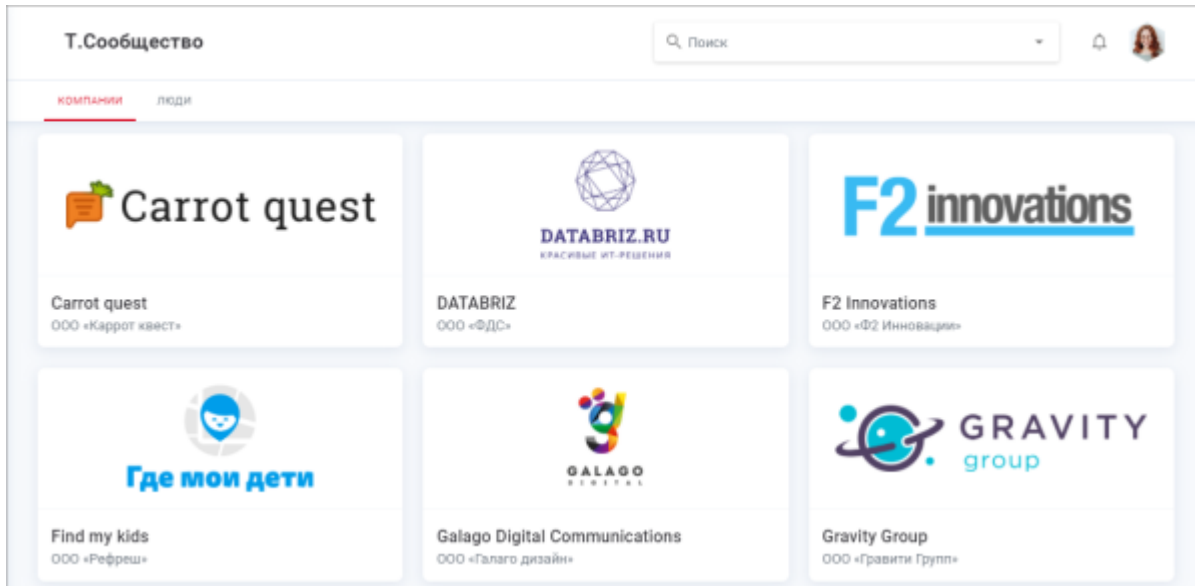 Т.Сообщество
Поиск
КОМПАНИИ ЛЮДИ
Carrot quest
DATABRIZ.RU
КРАСИВЫЕ ИТ-РЕШЕНИЯ
F2 innovations
Carrot quest
ООО «Каррот квест»
DATABRIZ
ООО «ФДС»
F2 Innovations
ООО «Ф2 Инновации»
Где мои дети
GALAGO
DIGITAL
GRAVITY
group
Find my kids
ООО «Рефреш»
Galago Digital Communications
ООО «Галаго дизайн»
Gravity Group
ООО «Гравити Групп»